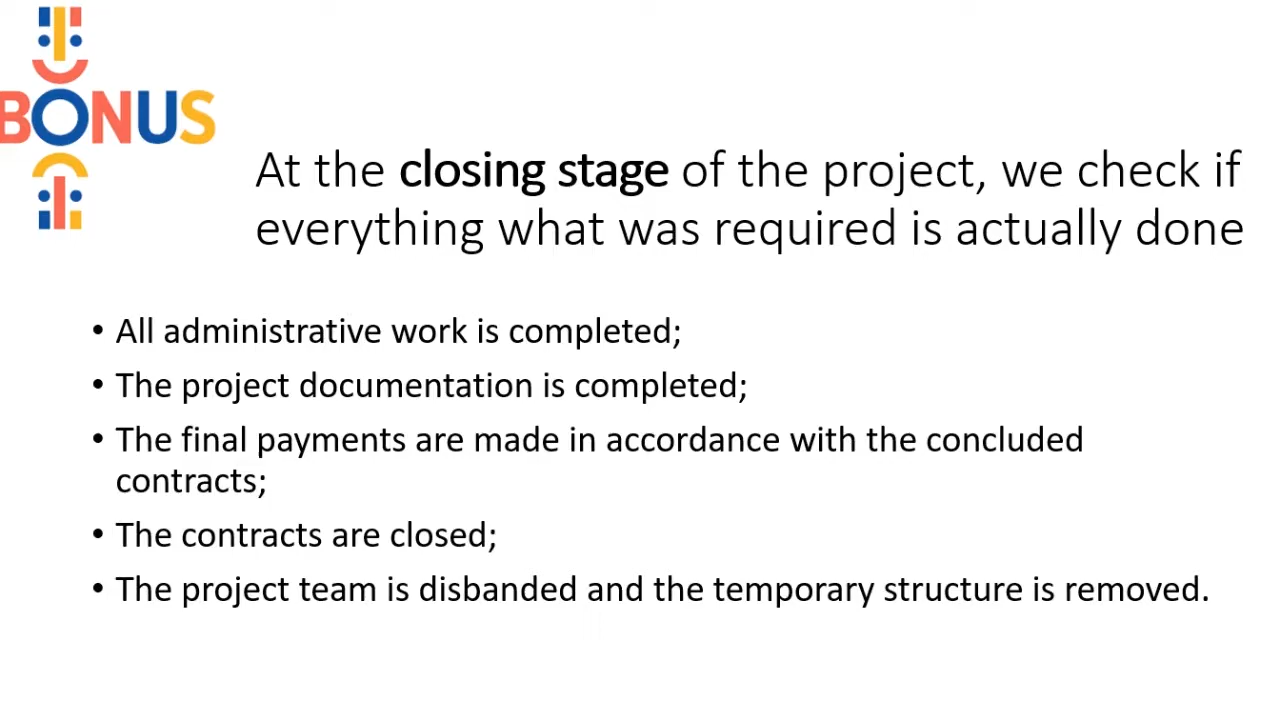 BONUS
At the closing stage of the project, we check if
everything what was required is actually done
• All administrative work is completed;
• The project documentation is completed;
• The final payments are made in accordance with the concluded
contracts;
• The contracts are closed;
• The project team is disbanded and the temporary structure is removed.